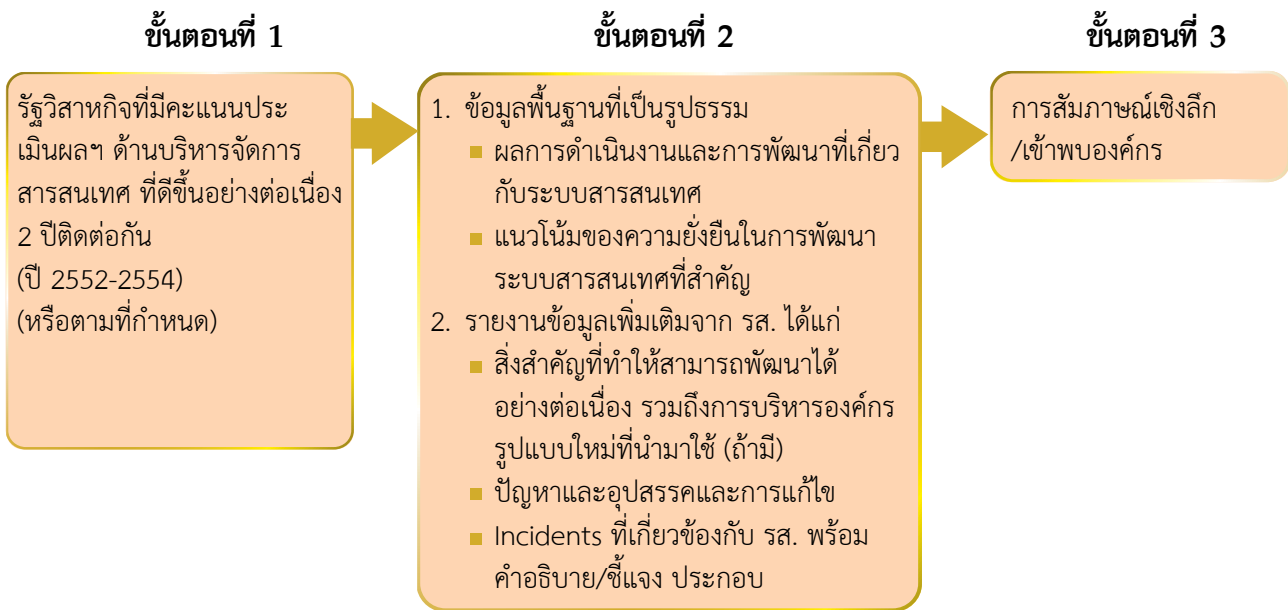 ขั้นตอนที่ 1
รัฐวิสาหกิจที่มีคะแนนประ
เมินผลฯ ด้านบริหารจัดการ
สารสนเทศ ที่ดีขึ้นอย่างต่อเนื่อง
2 ปีติดต่อกัน
(ปี 2552-2554)
(หรือตามที่กำหนด)
ขั้นตอนที่ 2
1. ข้อมูลพื้นฐานที่เป็นรูปธรรม
ผลการดำเนินงานและการพัฒนาที่เกี่ยว
กับระบบสารสนเทศ
แนวโน้มของความยั่งยืนในการพัฒนา
ระบบสารสนเทศที่สำคัญ
2. รายงานข้อมูลเพิ่มเติมจาก รส. ได้แก่
สิ่งสำคัญที่ทำให้สามารถพัฒนาได้
อย่างต่อเนื่อง รวมถึงการบริหารองค์กร
รูปแบบใหม่ที่นำมาใช้ (ถ้ามี)
ปัญหาและอุปสรรคและการแก้ไข
Incidents ที่เกี่ยวข้องกับ รส. พร้อม
คำอธิบาย/ชี้แจง ประกอบ
ขั้นตอนที่ 3
การสัมภาษณ์เชิงลึก
/เข้าพบองค์กร